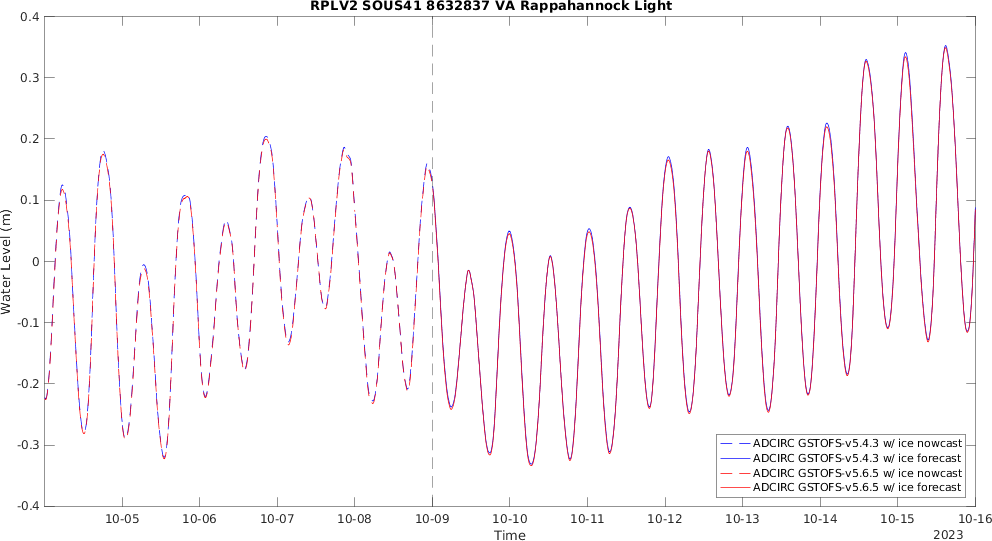 RPLV2 SOUS41 8632837 VA Rappahannock Light
0.4
0.3
0.2
0.1
0
-0.1
-0.2
-0.3
-0.4
Water Level (m)
ADCIRC GSTOFS-v5.4.3 w/ ice nowcast
ADCIRC GSTOFS-v5.4.3 w/ ice forecast
ADCIRC GSTOFS-v5.6.5 w/ ice nowcast
ADCIRC GSTOFS-v5.6.5 w/ ice forecast
10-05 10-06 10-07 10-08 10-09 10-10 10-11 10-12 10-13 10-14 10-15 10-16
Time
2023